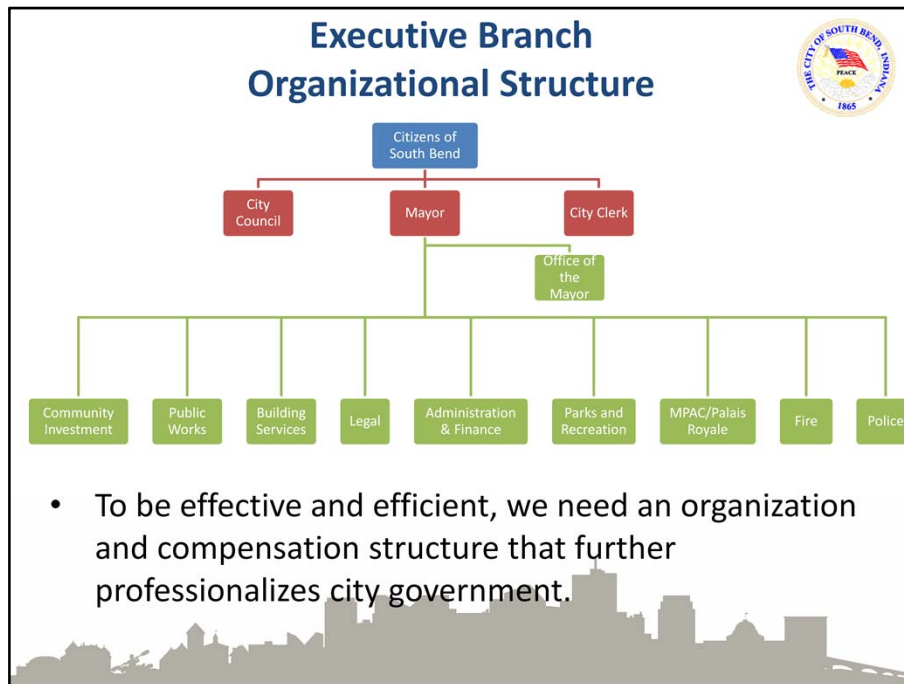 Executive Branch
Organizational Structure
THE CITY OF SOUTH BEND, INDIANA
PEACE
1865
Citizens of
South Bend
City
Council
Mayor
City Clerk
Office of
the
Mayor
Community
Investment
Public
Works
Building
Services
Legal
Administration
& Finance
Parks and
Recreation
MPAC/Palais
Royale
Fire
Police
• To be effective and efficient, we need an organization
and compensation structure that further
professionalizes city government.